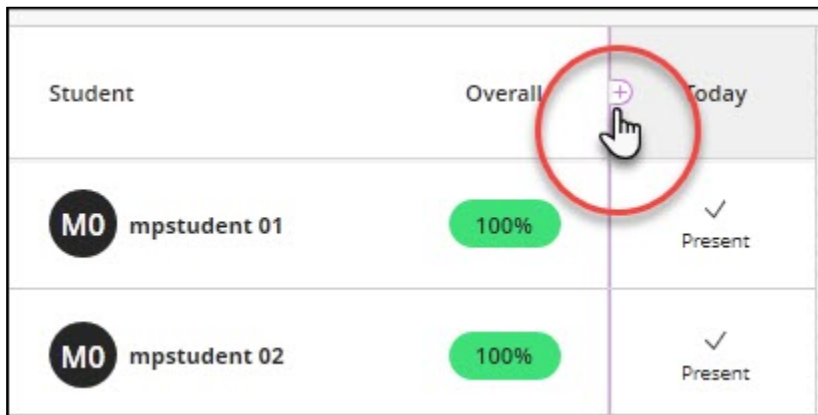 Student Overall Today
M0 mpstudent 01 100% Present
M0 mpstudent 02 100% Present